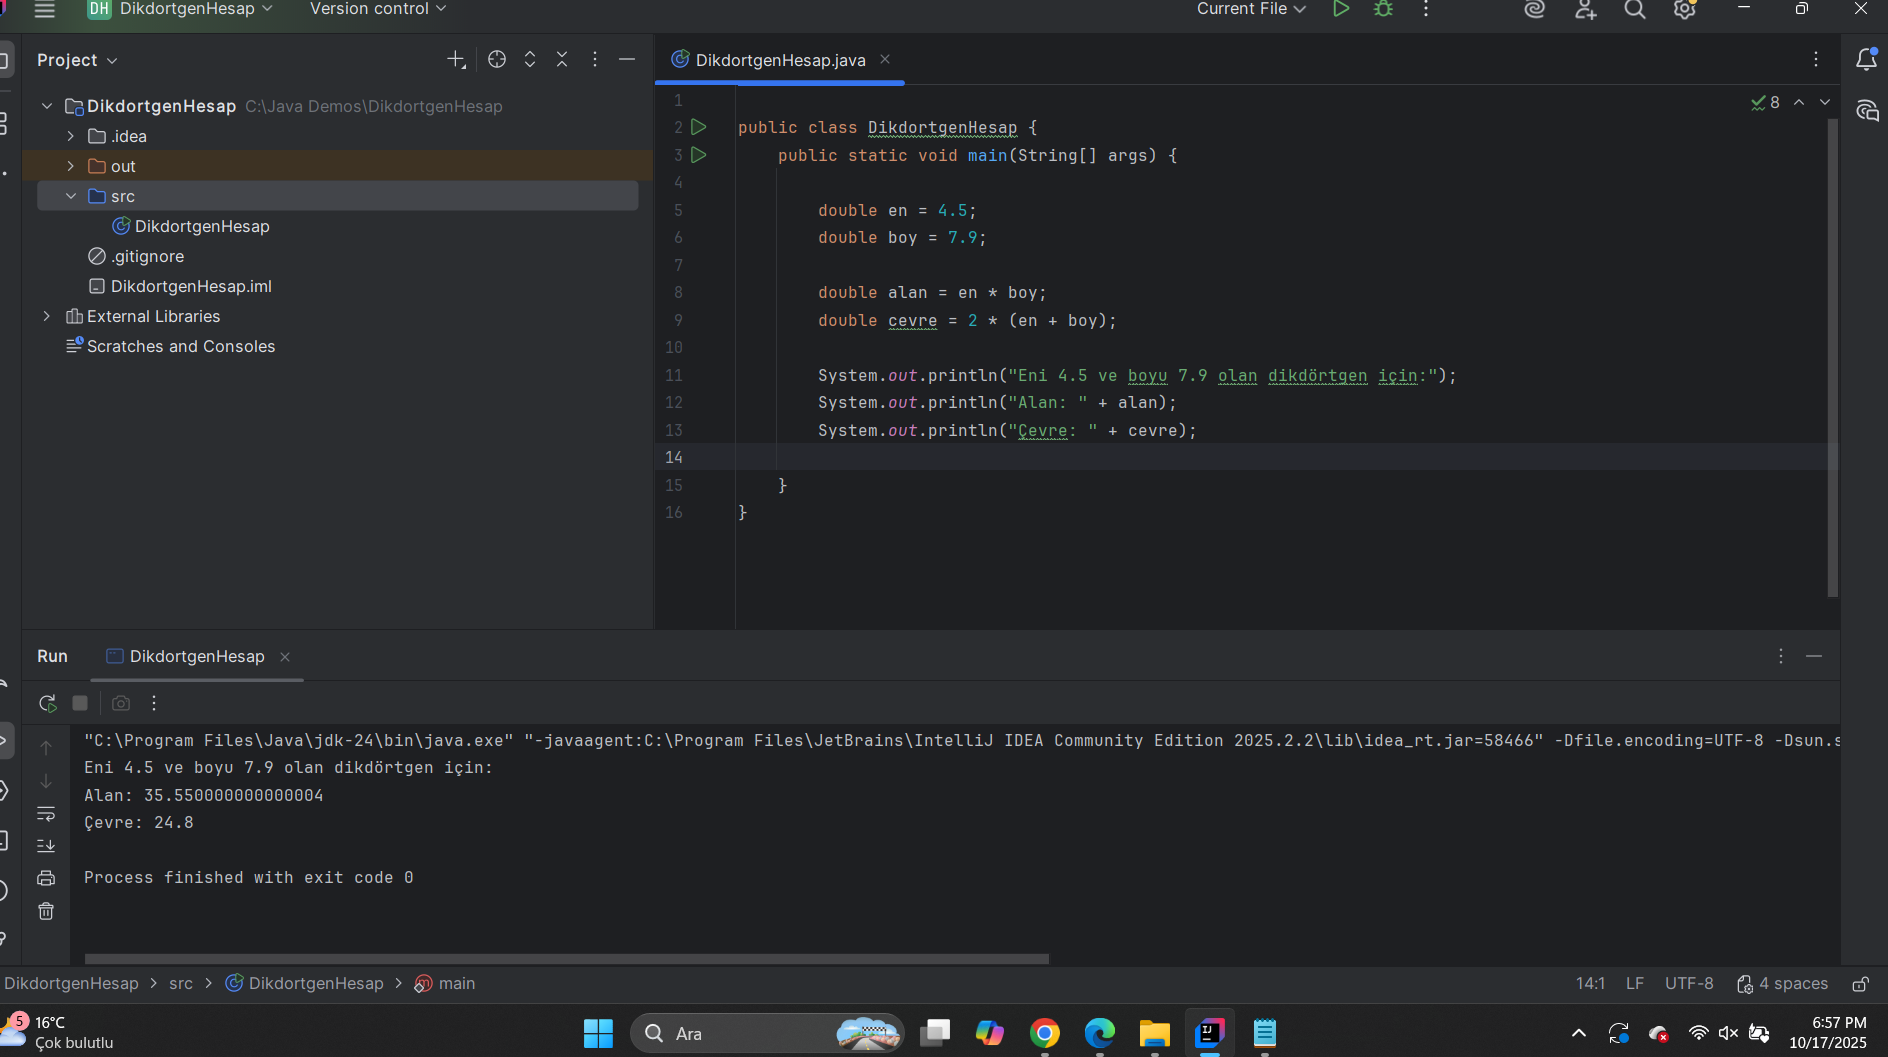 DH DikdortgenHesap
Version control
Current File
Project
DikdortgenHesap.java
DikdortgenHesap C:\Java Demos\DikdortgenHesap
.idea
out
src
DikdortgenHesap
.gitignore
DikdortgenHesap.iml
External Libraries
Scratches and Consoles
8
1
2 public class DikdortgenHesap {
3 public static void main(String[] args) {
4
5 double en = 4.5;
6 double boy = 7.9;
7
8 double alan = en * boy;
9 double cevre = 2 * (en + boy);
10
11 System.out.println("Eni 4.5 ve boyu 7.9 olan dikdörtgen için:");
12 System.out.println("Alan: " + alan);
13 System.out.println("Çevre: " + cevre);
14
15 }
16 }
Run DikdortgenHesap
"C:\Program Files\Java\jdk-24\bin\java.exe" "-javaagent:C:\Program Files\JetBrains\IntelliJ IDEA Community Edition 2025.2.2\lib\idea_rt.jar=58466" -Dfile.encoding=UTF-8 -Dsun.s
Eni 4.5 ve boyu 7.9 olan dikdörtgen için:
Alan: 35.550000000000004
Çevre: 24.8
Process finished with exit code 0
DikdortgenHesap > src > DikdortgenHesap > main
14:1 LF UTF-8 4 spaces
5
16°C
Çok bulutlu
Ara
6:57 PM
10/17/2025